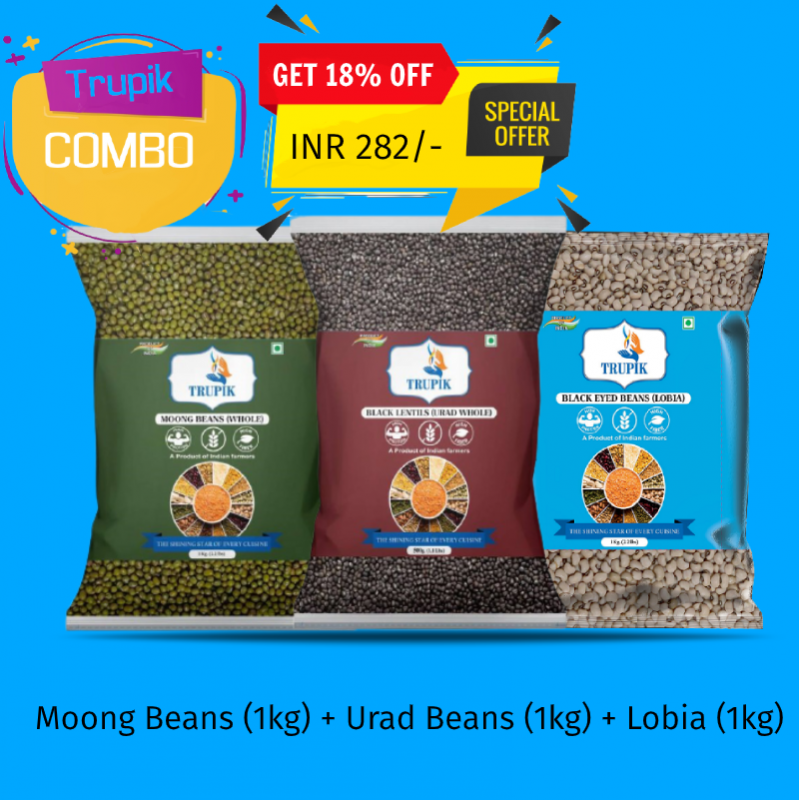 Trupik
COMBO
GET 18% OFF
INR 282/-
SPECIAL
OFFER
TRUPIK
MOONG BEANS (WHOLE)
A Product of Indian farmers
THE SHINING STAR OF EVERY CUISINE
TRUPIK
BLACK LENTILS (URAD WHOLE)
A Product of Indian farmers
THE SHINING STAR OF EVERY CUISINE
TRUPIK
BLACK EYED BEANS (LOBIA)
A Product of Indian farmers
THE SHINING STAR OF EVERY CUISINE
Moong Beans (1kg) + Urad Beans (1kg) + Lobia (1kg)